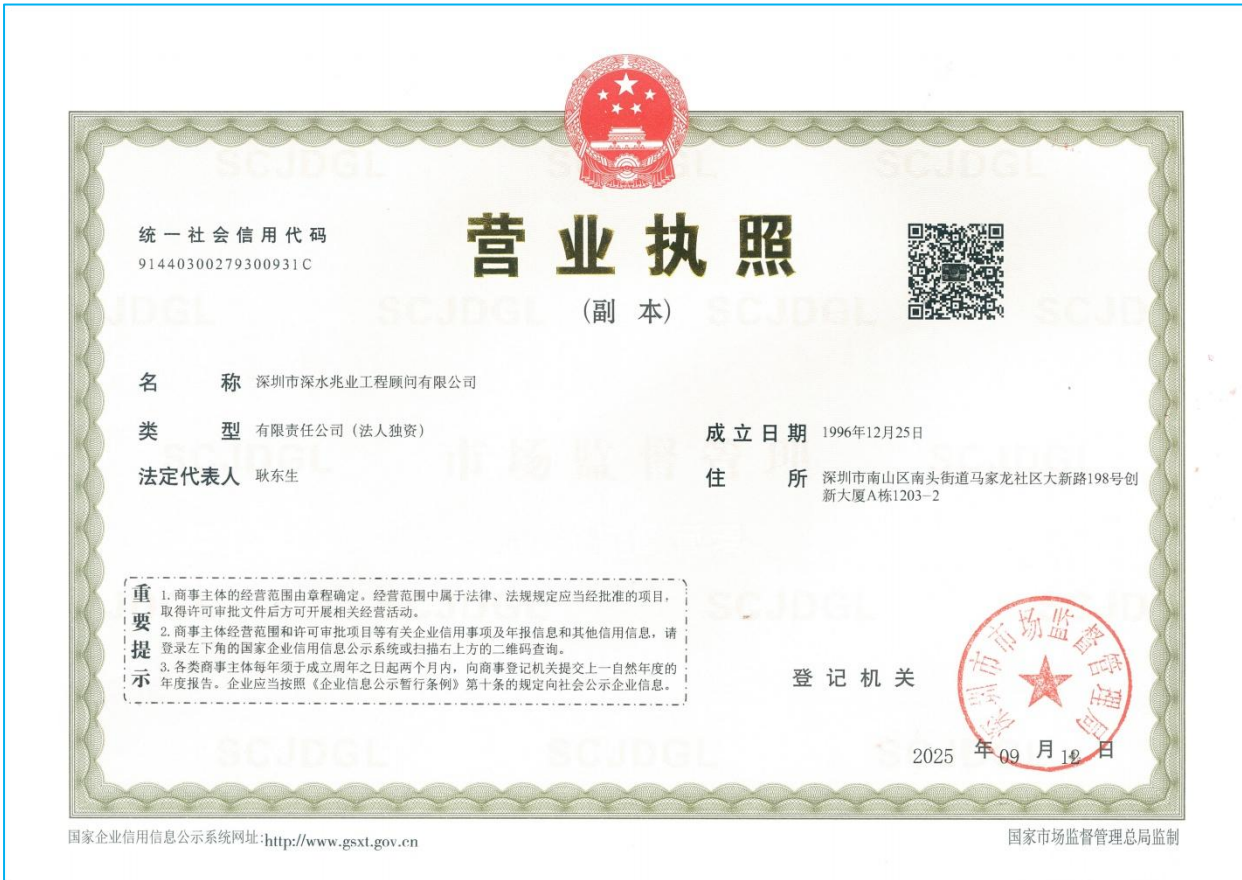 统一社会信用代码
91440300279300931C
营业执照
(副 本)
名 称 深圳市深水兆业工程顾问有限公司
类 型 有限责任公司（法人独资）
法定代表人 耿东生
成立日期 1996年12月25日
住 所 深圳市南山区南头街道马家龙社区大新路198号创
新大厦A栋1203-2
重要提示
1. 商事主体的经营范围由章程确定。经营范围中属于法律、法规规定应当经批准的项目，
取得许可审批文件后方可开展相关经营活动。
2. 商事主体经营范围和许可审批项目等有关企业信用事项及年报信息和其他信用信息，请
登录左下角的国家企业信用信息公示系统或扫描右上方的二维码查询。
3. 各类商事主体每年须于成立周年之日起两个月内，向商事登记机关提交上一自然年度的
年度报告。企业应当按照《企业信息公示暂行条例》第十条的规定向社会公示企业信息。
登记机关
深圳市市场监督管理局
2025 年 09 月 12 日
国家企业信用信息公示系统网址:http://www.gsxt.gov.cn
国家市场监督管理总局监制
SCJDGL